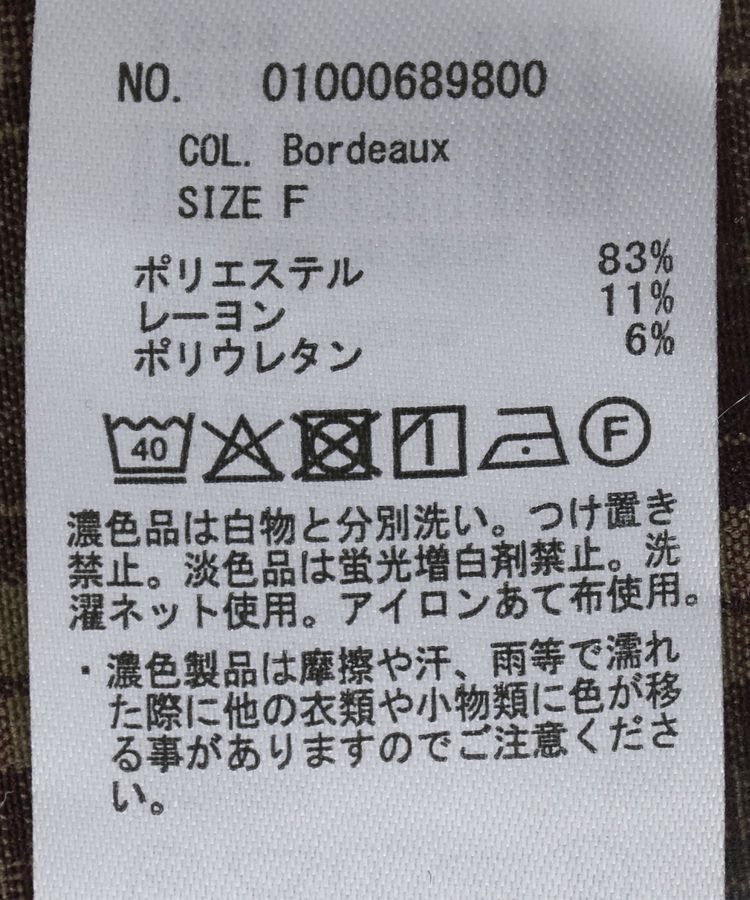 NO. 01000689800
COL. Bordeaux
SIZE F
ポリエステル 83%
レーヨン 11%
ポリウレタン 6%
40 F
濃色品は白物と分別洗い。つけ置き
禁止。淡色品は蛍光増白剤禁止。洗
濯ネット使用。アイロンあて布使用。
・濃色製品は摩擦や汗、雨等で濡れ
た際に他の衣類や小物類に色が移
る事がありますのでご注意くださ
い。